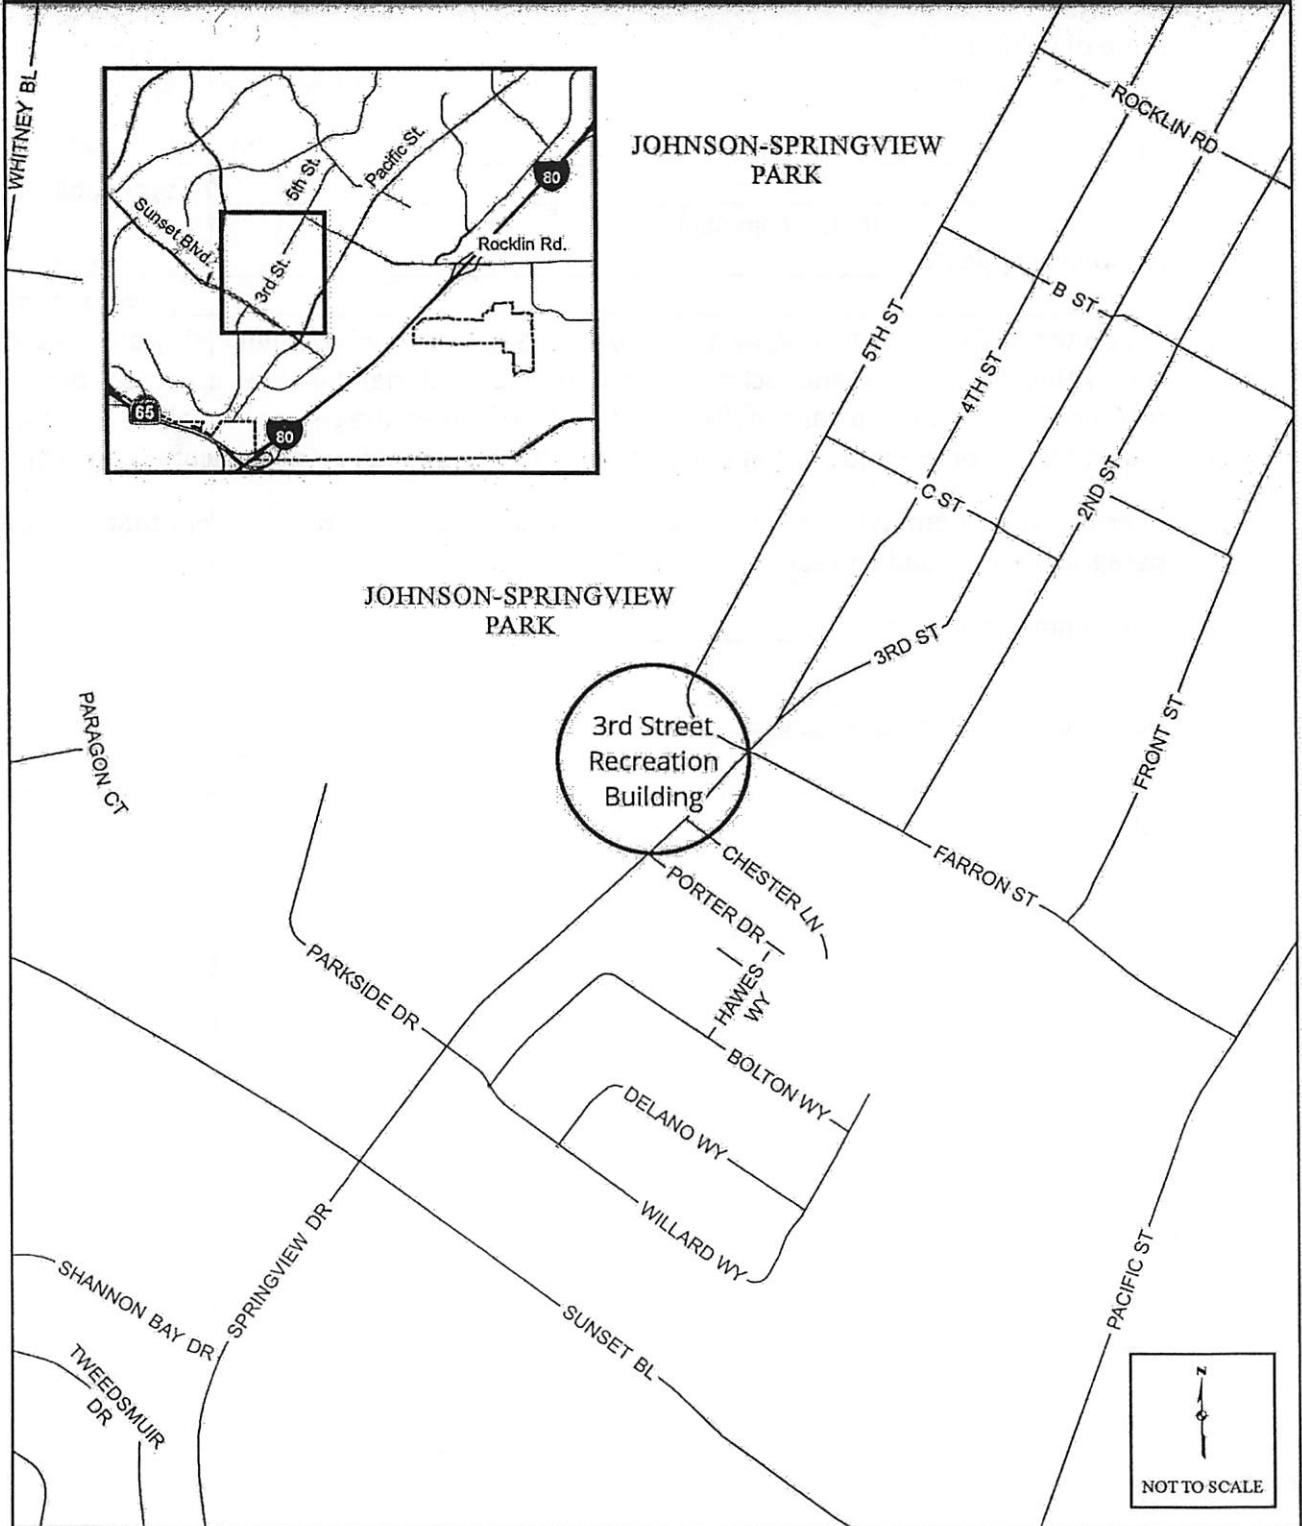 WHITNEY BL
5th St.
Pacific St.
80
Sunset Blvd.
Rocklin Rd.
3rd St.
65
80
JOHNSON-SPRINGVIEW
PARK
ROCKLIN RD
B ST
5TH ST
4TH ST
C ST
2ND ST
JOHNSON-SPRINGVIEW
PARK
3RD ST
PARAGON CT
3rd Street
Recreation
Building
FRONT ST
CHESTER LN
FARRON ST
PORTER DR
HAWES
WY
PARKSIDE DR
BOLTON WY
DELANO WY
WILLARD WY
SPRINGVIEW DR
SHANNON BAY DR
TWEEDSMUIR
DR
SUNSET BL
PACIFIC ST
N
NOT TO SCALE